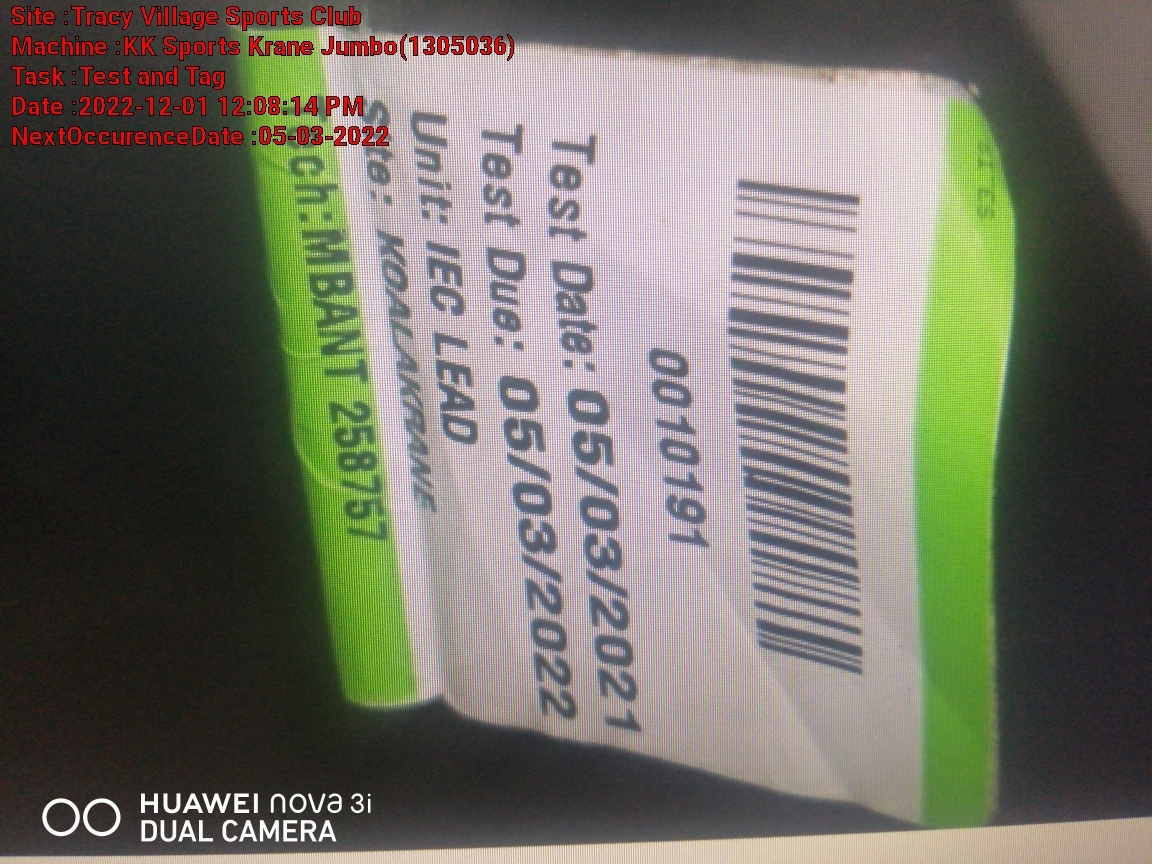 Site :Tracy Village Sports Club
Machine :KK Sports Krane Jumbo(1305036)
Task :Test and Tag
Date :2022-12-01 12:08:14 PM
NextOccurenceDate :05-03-2022
0010191
Test Date: 05/03/2021
Test Due: 05/03/2022
Unit: IEC LEAD
Site: KOALAKRANE
Tech:MBANT 258757
HUAWEI nova 3i
DUAL CAMERA